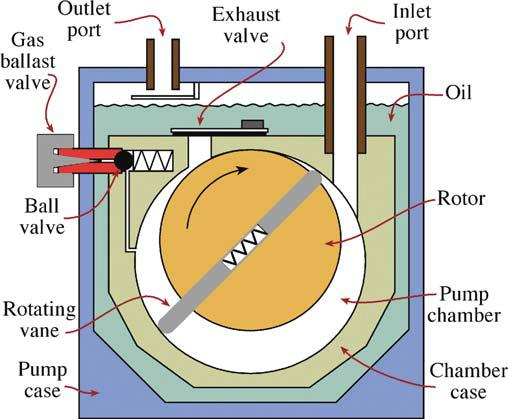 Outlet
port
Exhaust
valve
Inlet
port
Gas
ballast
valve
Oil
Ball
valve
Rotor
Rotating
vane
Pump
chamber
Pump
case
Chamber
case